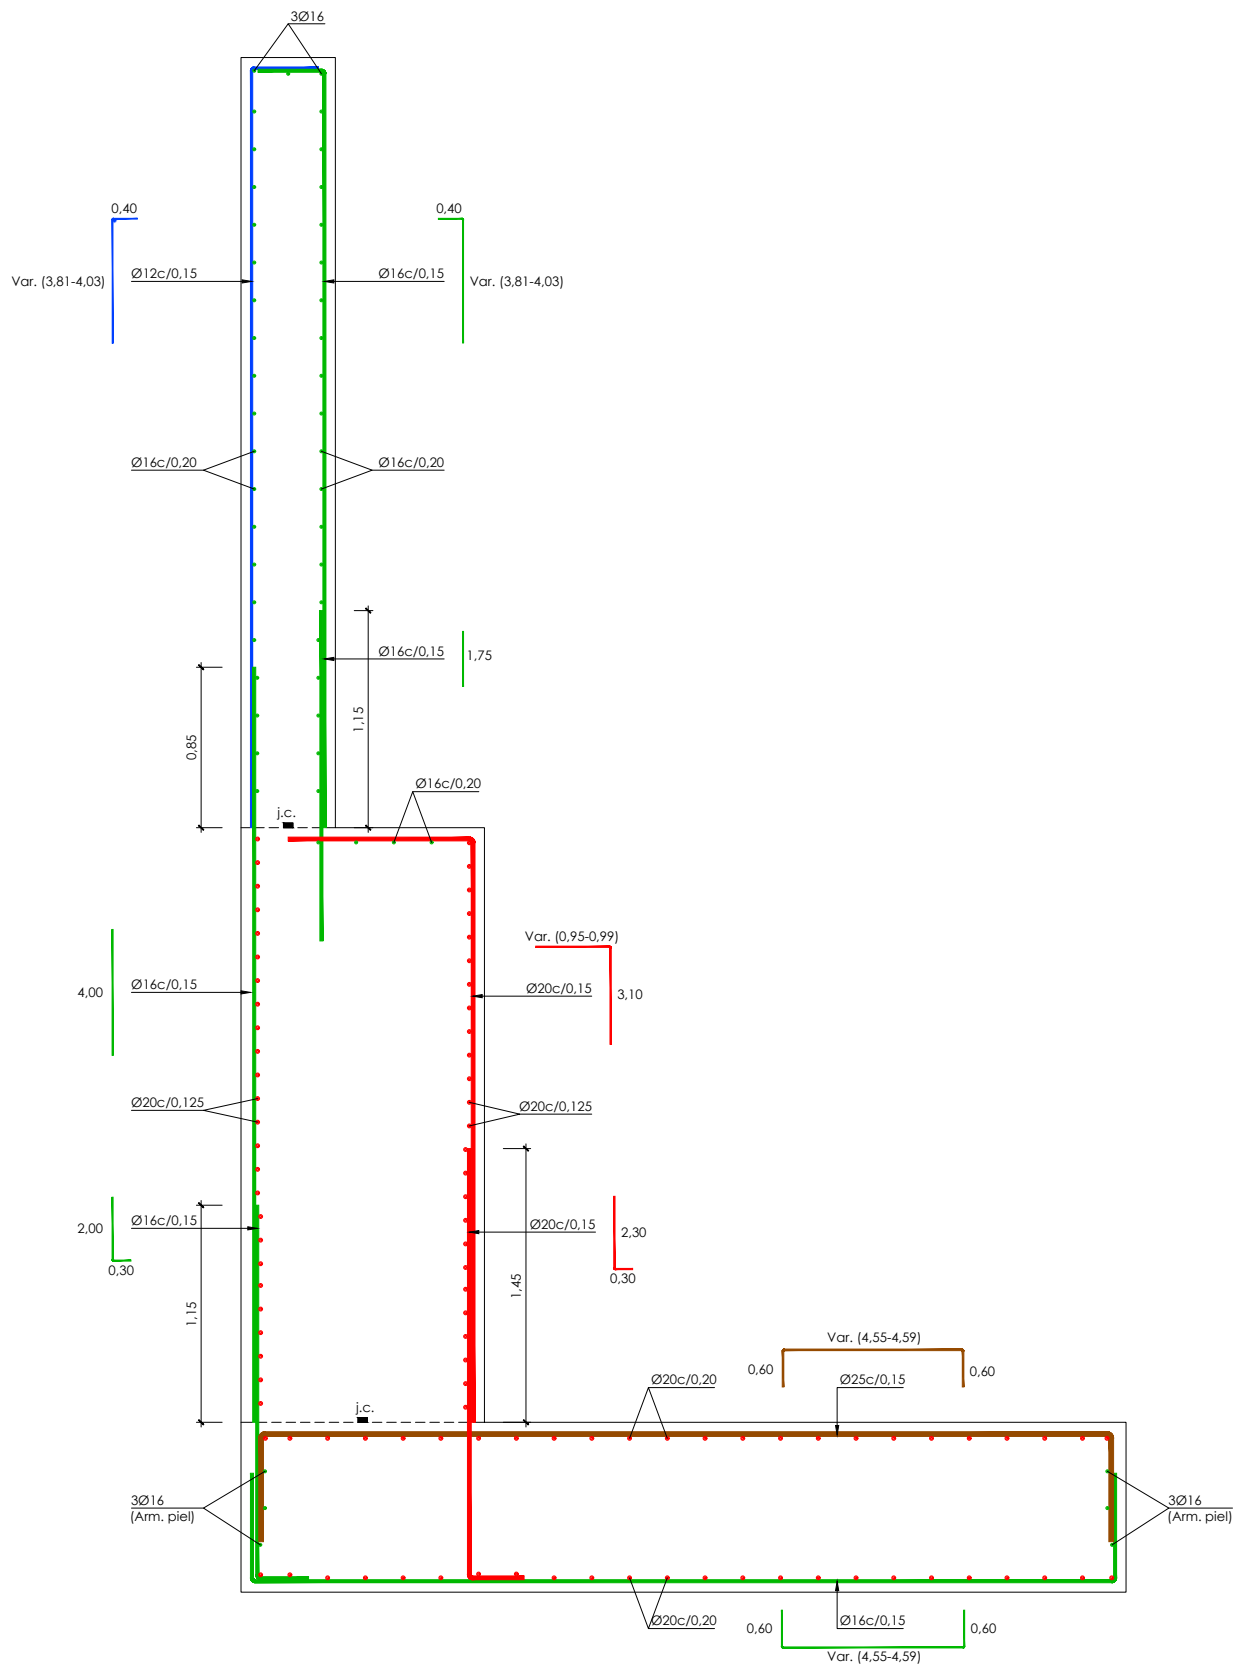 3Ø16
0,40
0,40
Var. (3,81-4,03)
Ø12c/0,15
Ø16c/0,15
Var. (3,81-4,03)
Ø16c/0,20
Ø16c/0,20
Ø16c/0,15
1,75
1,15
0,85
Ø16c/0,20
j.c.
Var. (0,95-0,99)
4,00
Ø16c/0,15
Ø20c/0,15
3,10
Ø20c/0,125
Ø20c/0,125
2,00
Ø16c/0,15
Ø20c/0,15
2,30
0,30
0,30
1,45
1,15
Var. (4,55-4,59)
0,60
0,60
Ø20c/0,20
Ø25c/0,15
j.c.
3Ø16
(Arm. piel)
3Ø16
(Arm. piel)
Ø20c/0,20
Ø16c/0,15
0,60
0,60
Var. (4,55-4,59)